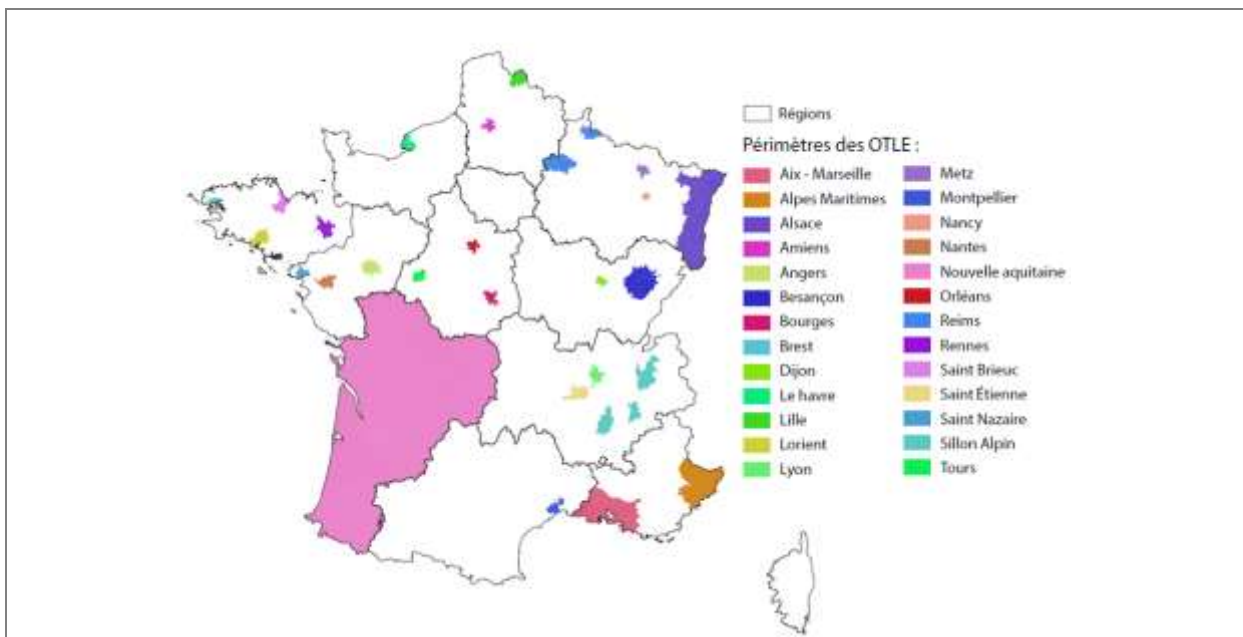 Régions
Périmètres des OTLE :
Aix - Marseille
Alpes Maritimes
Alsace
Amiens
Angers
Besançon
Bourges
Brest
Dijon
Le havre
Lille
Lorient
Lyon
Metz
Montpellier
Nancy
Nantes
Nouvelle aquitaine
Orléans
Reims
Rennes
Saint Brieuc
Saint Étienne
Saint Nazaire
Sillon Alpin
Tours